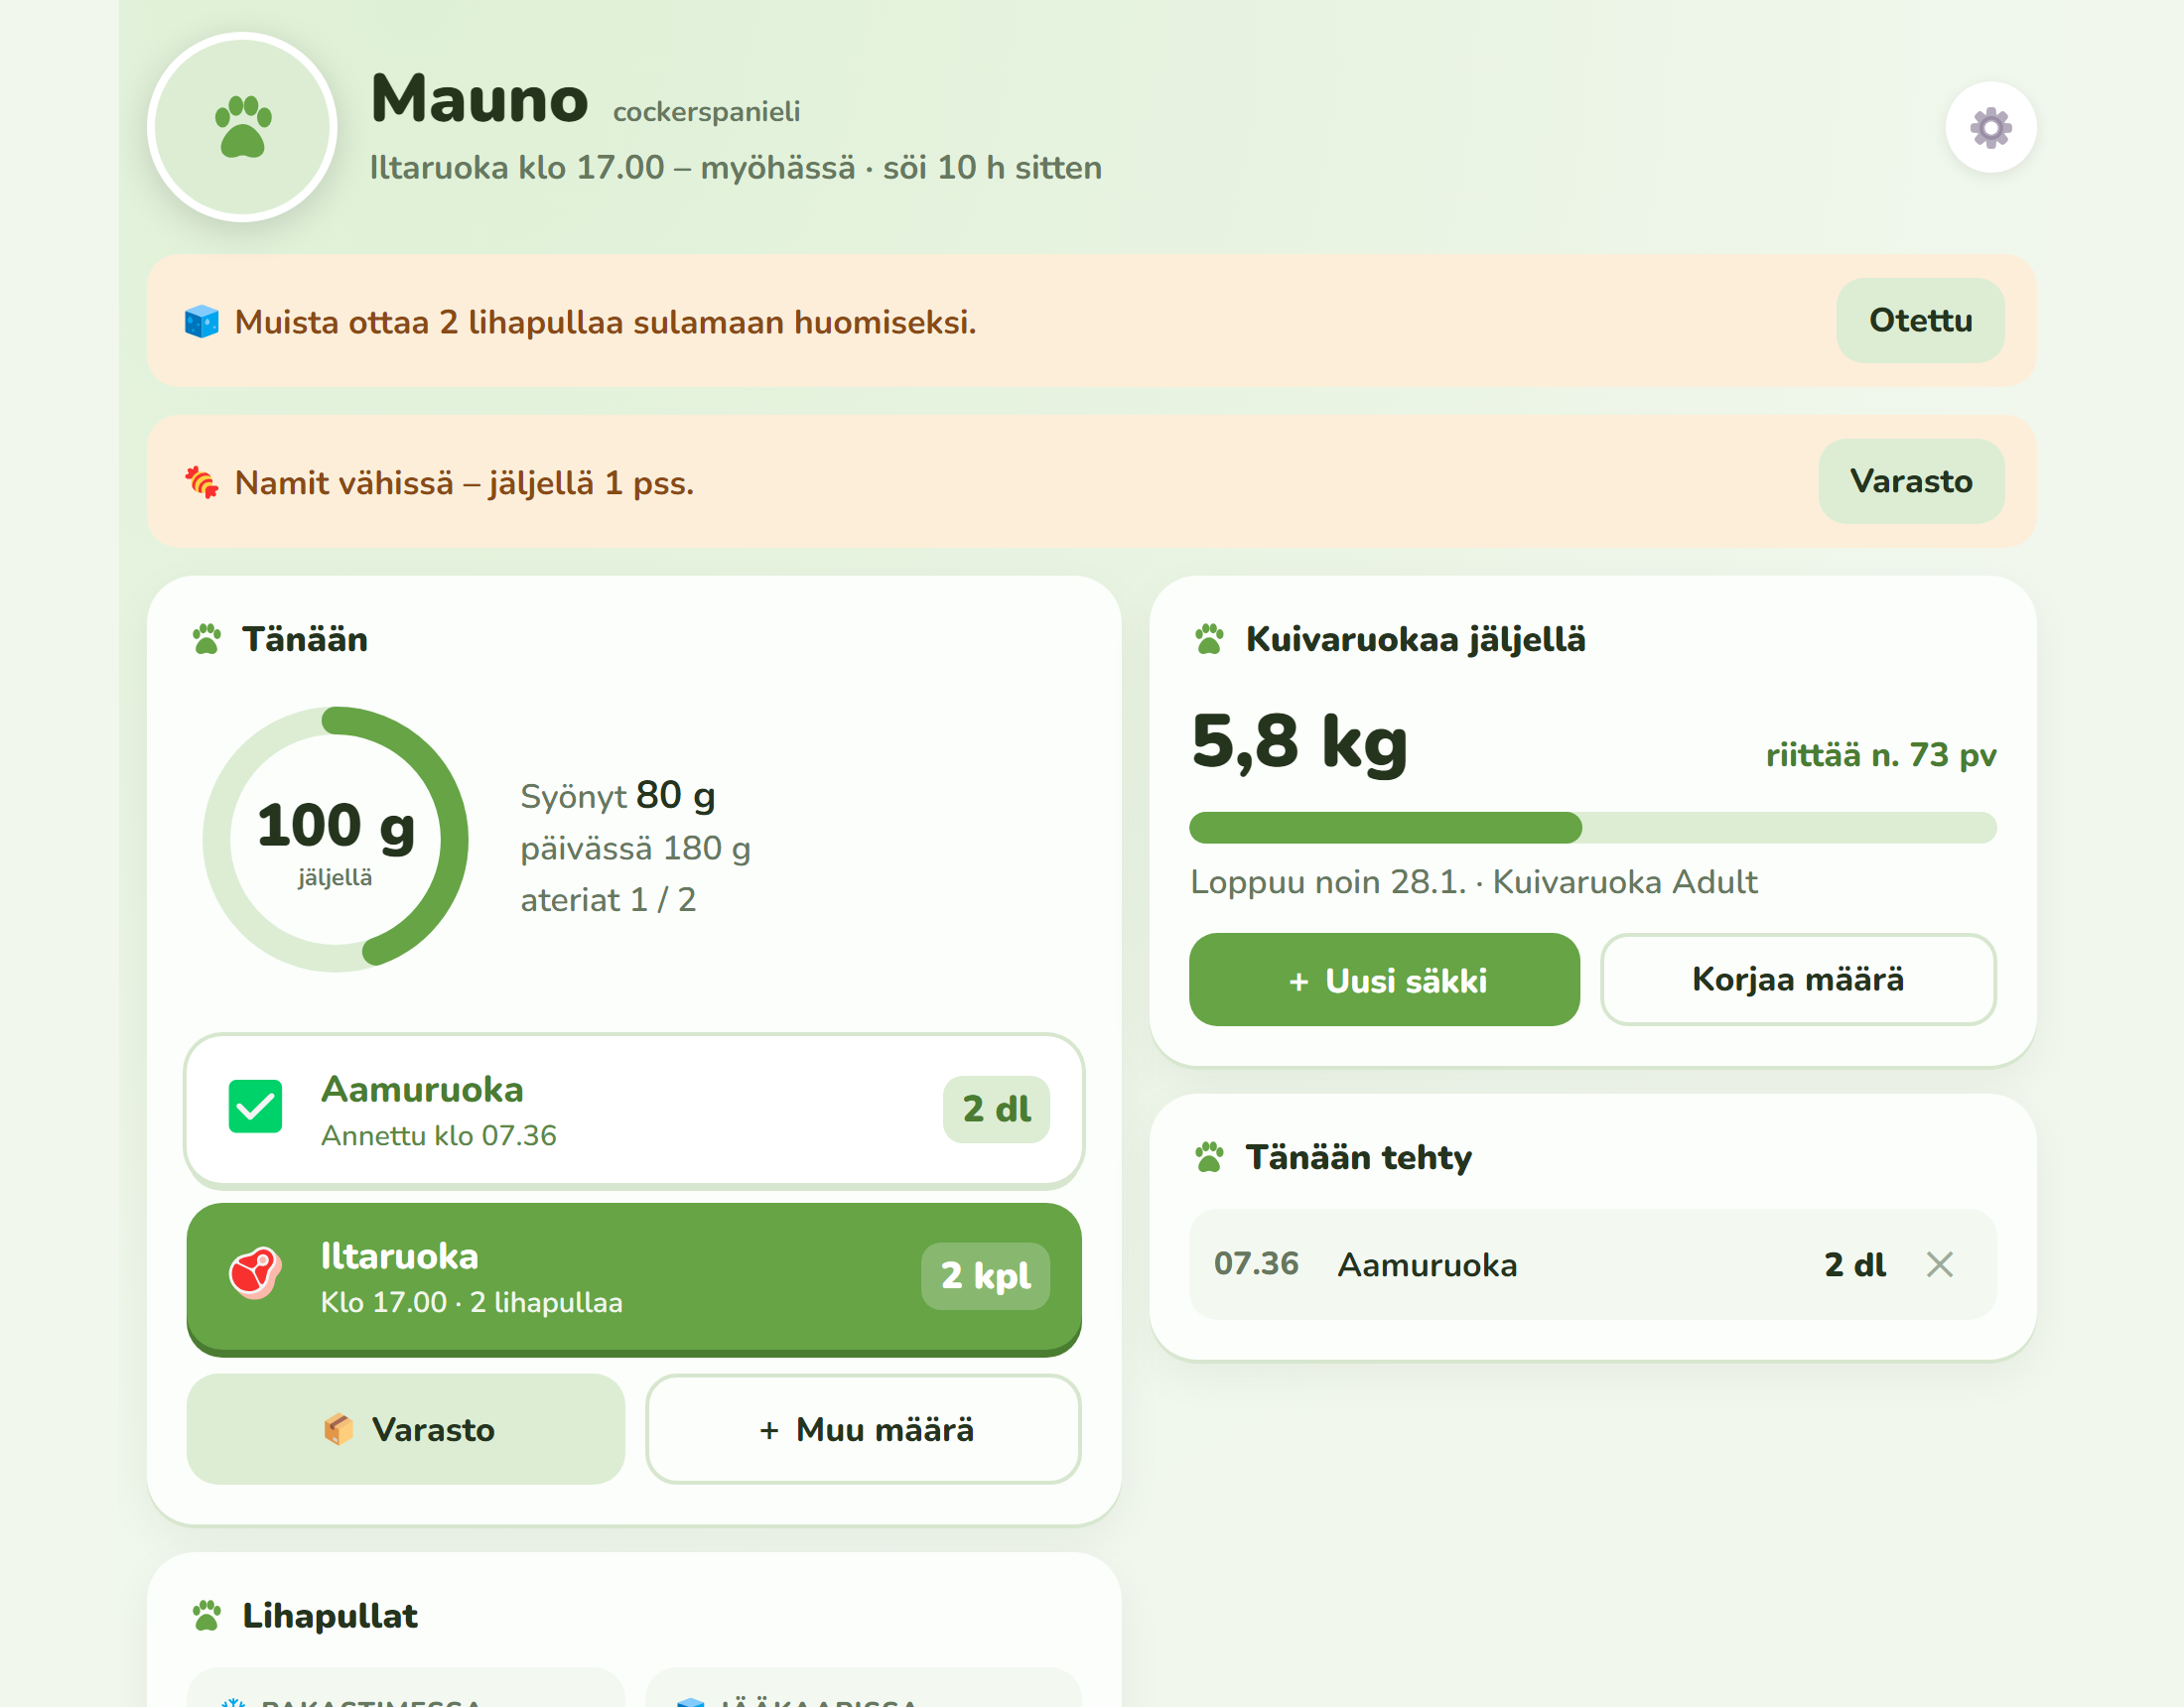 Mauno cockerspanieli
Iltaruoka klo 17.00 – myöhässä · söi 10 h sitten
Muista ottaa 2 lihapullaa sulamaan huomiseksi.
Otettu
Namit vähissä – jäljellä 1 pss.
Varasto
Tänään
100 g
jäljellä
Syönyt 80 g
päivässä 180 g
ateriat 1 / 2
Aamuruoka
Annettu klo 07.36
2 dl
Iltaruoka
Klo 17.00 · 2 lihapullaa
2 kpl
Varasto
+ Muu määrä
Kuivaruokaa jäljellä
5,8 kg
riittää n. 73 pv
Loppuu noin 28.1. · Kuivaruoka Adult
+ Uusi säkki
Korjaa määrä
Tänään tehty
07.36 Aamuruoka 2 dl ×
Lihapullat
PAKASTIMESSA
JÄÄKAAPISSA